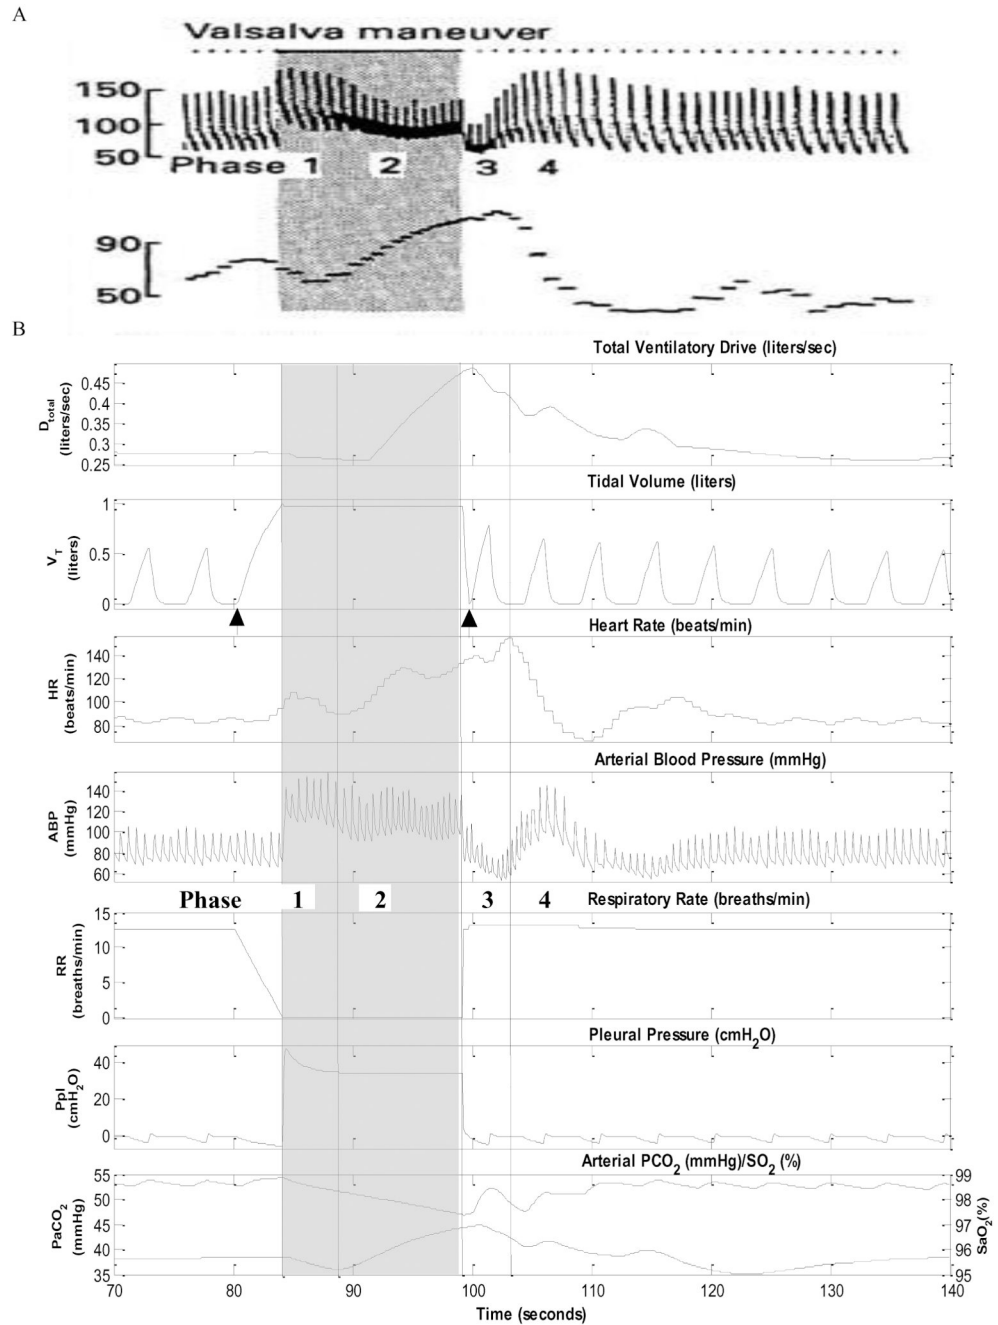 A
Valsalva maneuver
150
100
50
Phase 1 2 3 4
90
50
B
Total Ventilatory Drive (liters/sec)
D total (liters/sec)
0.45
0.4
0.35
0.3
0.25
Tidal Volume (liters)
V T (liters)
1
0.5
0
Heart Rate (beats/min)
HR (beats/min)
140
120
100
80
Arterial Blood Pressure (mmHg)
ABP (mmHg)
140
120
100
80
60
Phase 1 2 3 4
Respiratory Rate (breaths/min)
RR (breaths/min)
15
10
5
0
Pleural Pressure (cmH2O)
Ppl (cmH2O)
40
20
0
Arterial PCO2 (mmHg)/SO2 (%)
PaCO2 (mmHg)
55
50
45
40
35
99
98
97
96
95
SaO2(%)
70 80 90 100 110 120 130 140
Time (seconds)